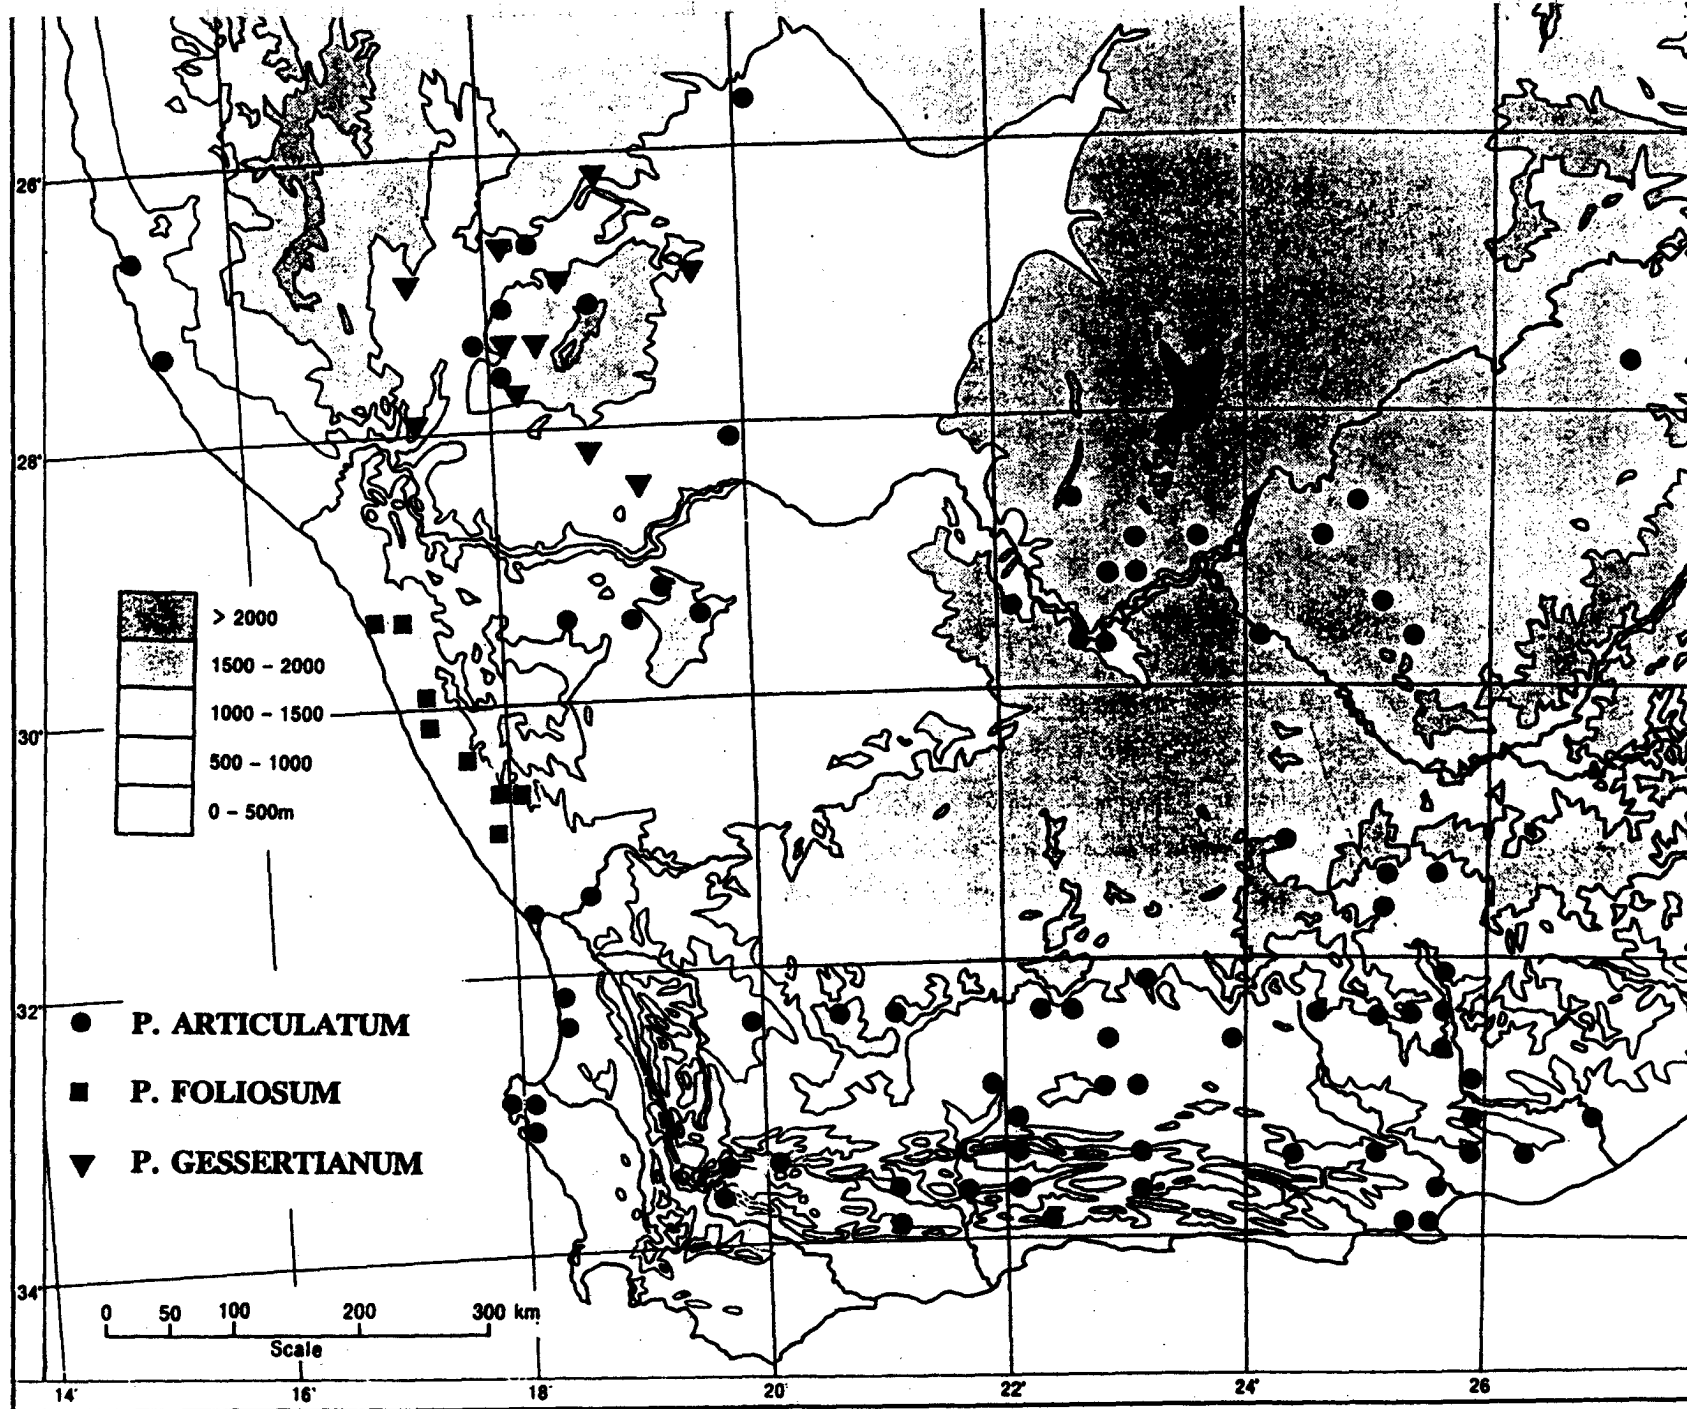 26'
28'
> 2000
1500 - 2000
1000 - 1500
500 - 1000
0 - 500m
30'
32'
P. ARTICULATUM
P. FOLIOSUM
P. GESSERTIANUM
34'
0 50 100 200 300 km
Scale
14' 16' 18' 20' 22' 24' 26